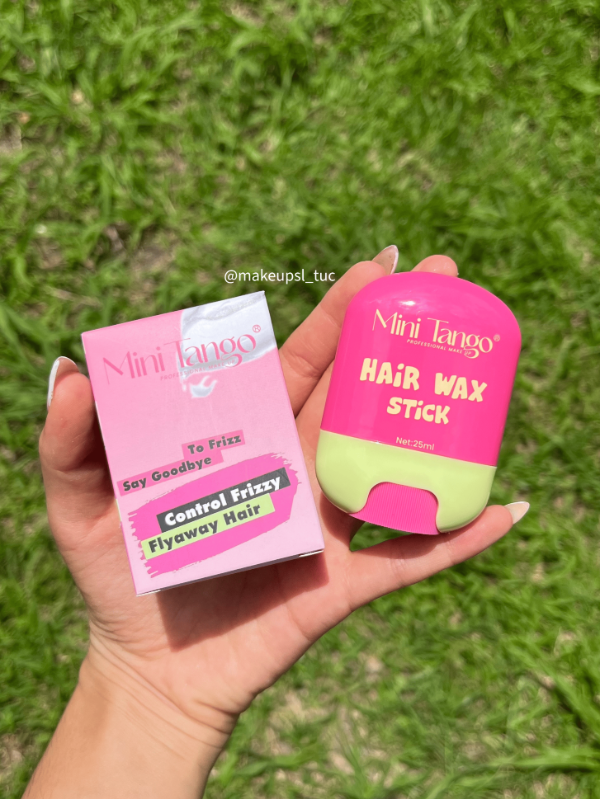 @makeupsl_tuc
Mini Tango®
To Frizz
Say Goodbye
Control Frizzy
Flyaway Hair
Mini Tango®
PROFESSIONAL MAKE
HAiR WAX
STiCK
Net:25ml